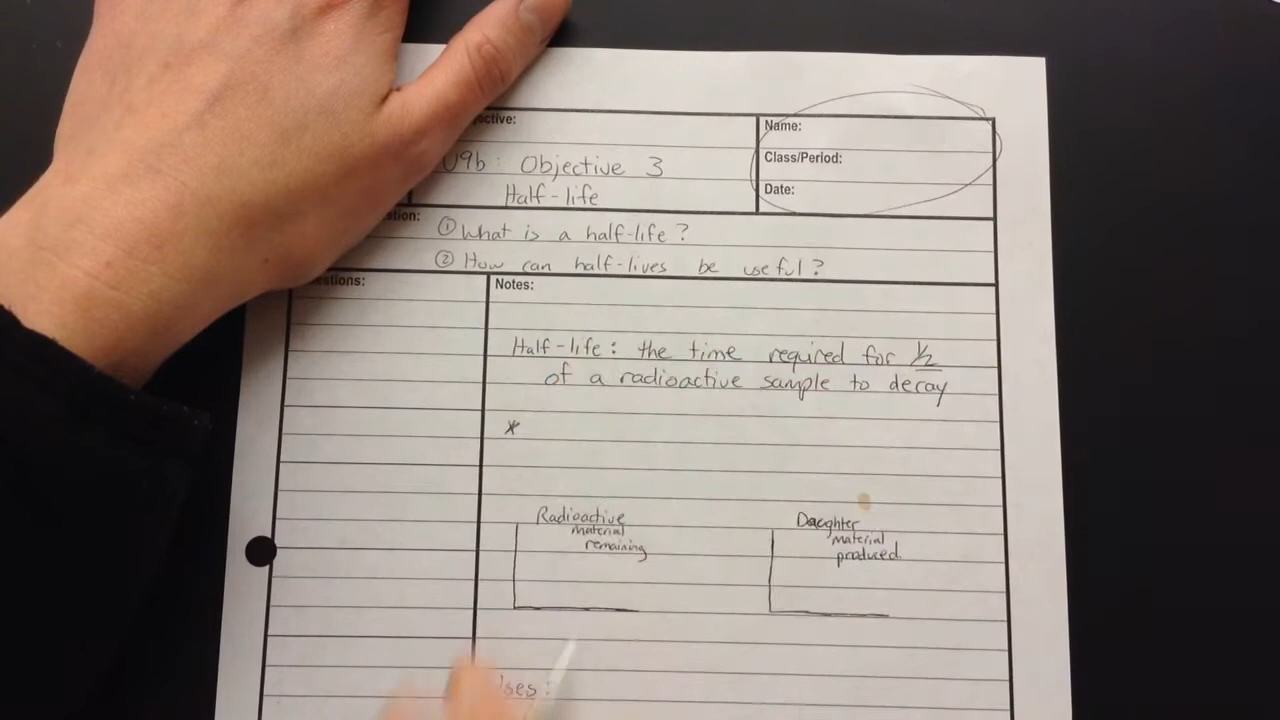 Name:
U9b: Objective 3
Class/Period:
Half-life
Date:
① What is a half-life?
② How can half-lives be useful?
Notes:
Half-life: the time required for ½
of a radioactive sample to decay
*
Radioactive
material
remaining
Daughter
material
produced